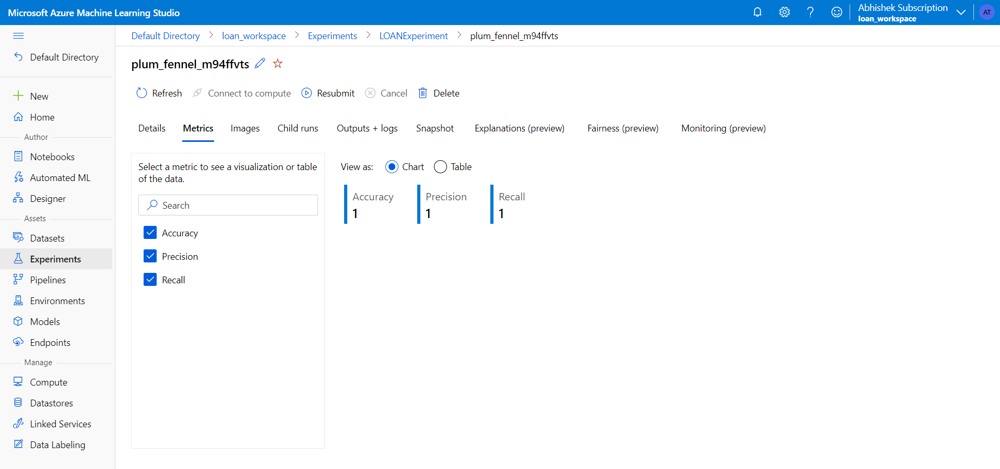 Microsoft Azure Machine Learning Studio
Abhishek Subscription
loan_workspace
AT
Default Directory
New
Home
Author
Notebooks
Automated ML
Designer
Assets
Datasets
Experiments
Pipelines
Environments
Models
Endpoints
Manage
Compute
Datastores
Linked Services
Data Labeling
Default Directory > loan_workspace > Experiments > LOANExperiment > plum_fennel_m94ffvts
plum_fennel_m94ffvts
Refresh Connect to compute Resubmit Cancel Delete
Details Metrics Images Child runs Outputs + logs Snapshot Explanations (preview) Fairness (preview) Monitoring (preview)
Select a metric to see a visualization or table
of the data.
Search
Accuracy
Precision
Recall
View as: Chart Table
Accuracy Precision Recall
1 1 1